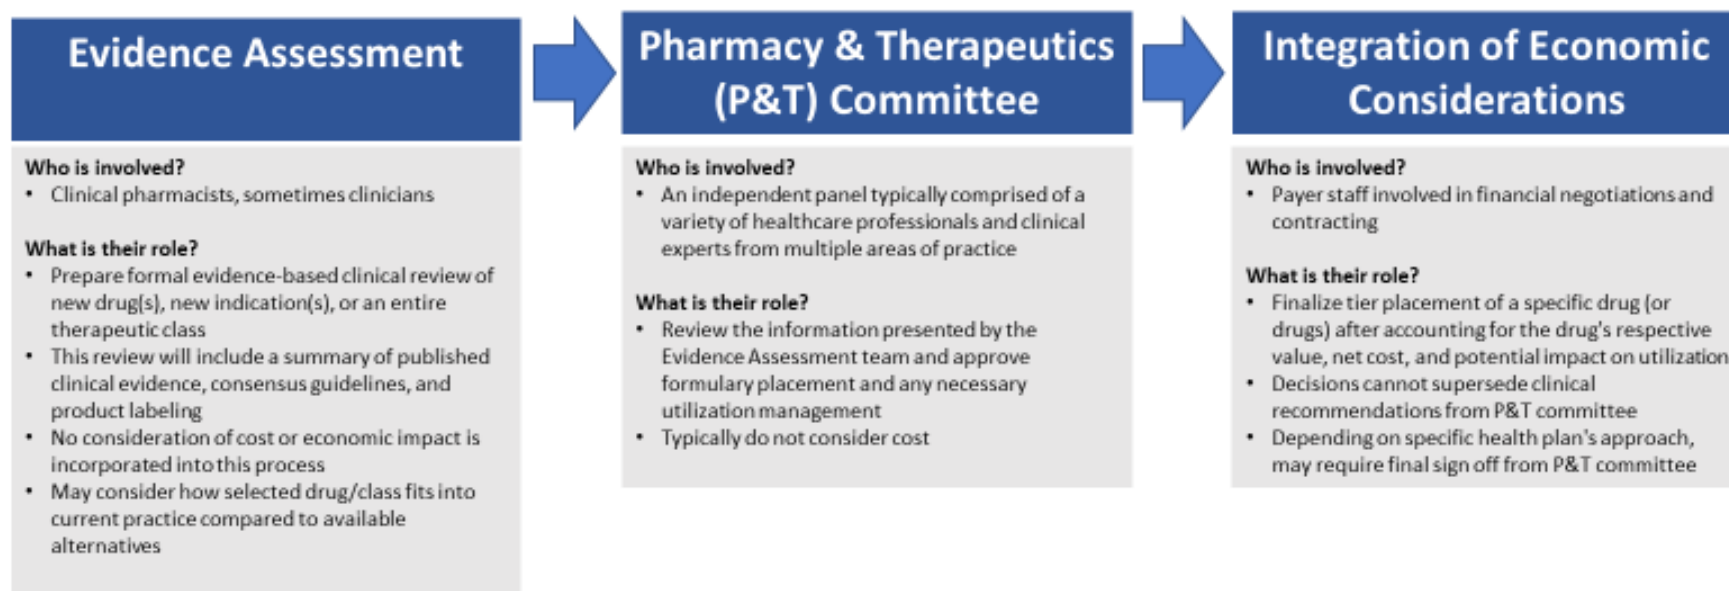 Evidence Assessment
Who is involved?
• Clinical pharmacists, sometimes clinicians
What is their role?
• Prepare formal evidence-based clinical review of
new drug(s), new indication(s), or an entire
therapeutic class
• This review will include a summary of published
clinical evidence, consensus guidelines, and
product labeling
• No consideration of cost or economic impact is
incorporated into this process
• May consider how selected drug/class fits into
current practice compared to available
alternatives
Pharmacy & Therapeutics
(P&T) Committee
Who is involved?
• An independent panel typically comprised of a
variety of healthcare professionals and clinical
experts from multiple areas of practice
What is their role?
• Review the information presented by the
Evidence Assessment team and approve
formulary placement and any necessary
utilization management
• Typically do not consider cost
Integration of Economic
Considerations
Who is involved?
• Payer staff involved in financial negotiations and
contracting
What is their role?
• Finalize tier placement of a specific drug (or
drugs) after accounting for the drug's respective
value, net cost, and potential impact on utilization
• Decisions cannot supersede clinical
recommendations from P&T committee
• Depending on specific health plan's approach,
may require final sign off from P&T committee